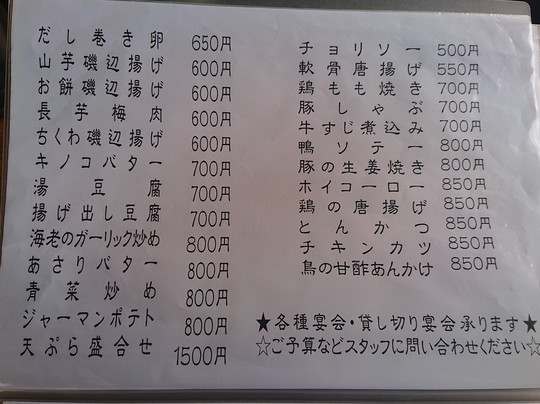 だし巻き卵 650円
山芋磯辺揚げ 600円
お餅磯辺揚げ 600円
長芋梅肉 600円
ちくわ磯辺揚げ 600円
キノコバター 700円
湯豆腐 700円
揚げ出し豆腐 700円
海老のガーリック炒め 800円
あさりバター 800円
青菜炒め 800円
ジャーマンポテト 800円
天ぷら盛合せ 1500円
チョリソー 500円
軟骨唐揚げ 550円
鶏もも焼き 700円
豚しゃぶ 700円
牛すじ煮込み 700円
鴨ソテー 800円
豚の生姜焼き 800円
ホイコーロー 850円
鶏の唐揚げ 850円
とんかつ 850円
チキンカツ 850円
鳥の甘酢あんかけ 850円
★各種宴会・貸し切り宴会承ります★
☆ご予算などスタッフに問い合わせください☆